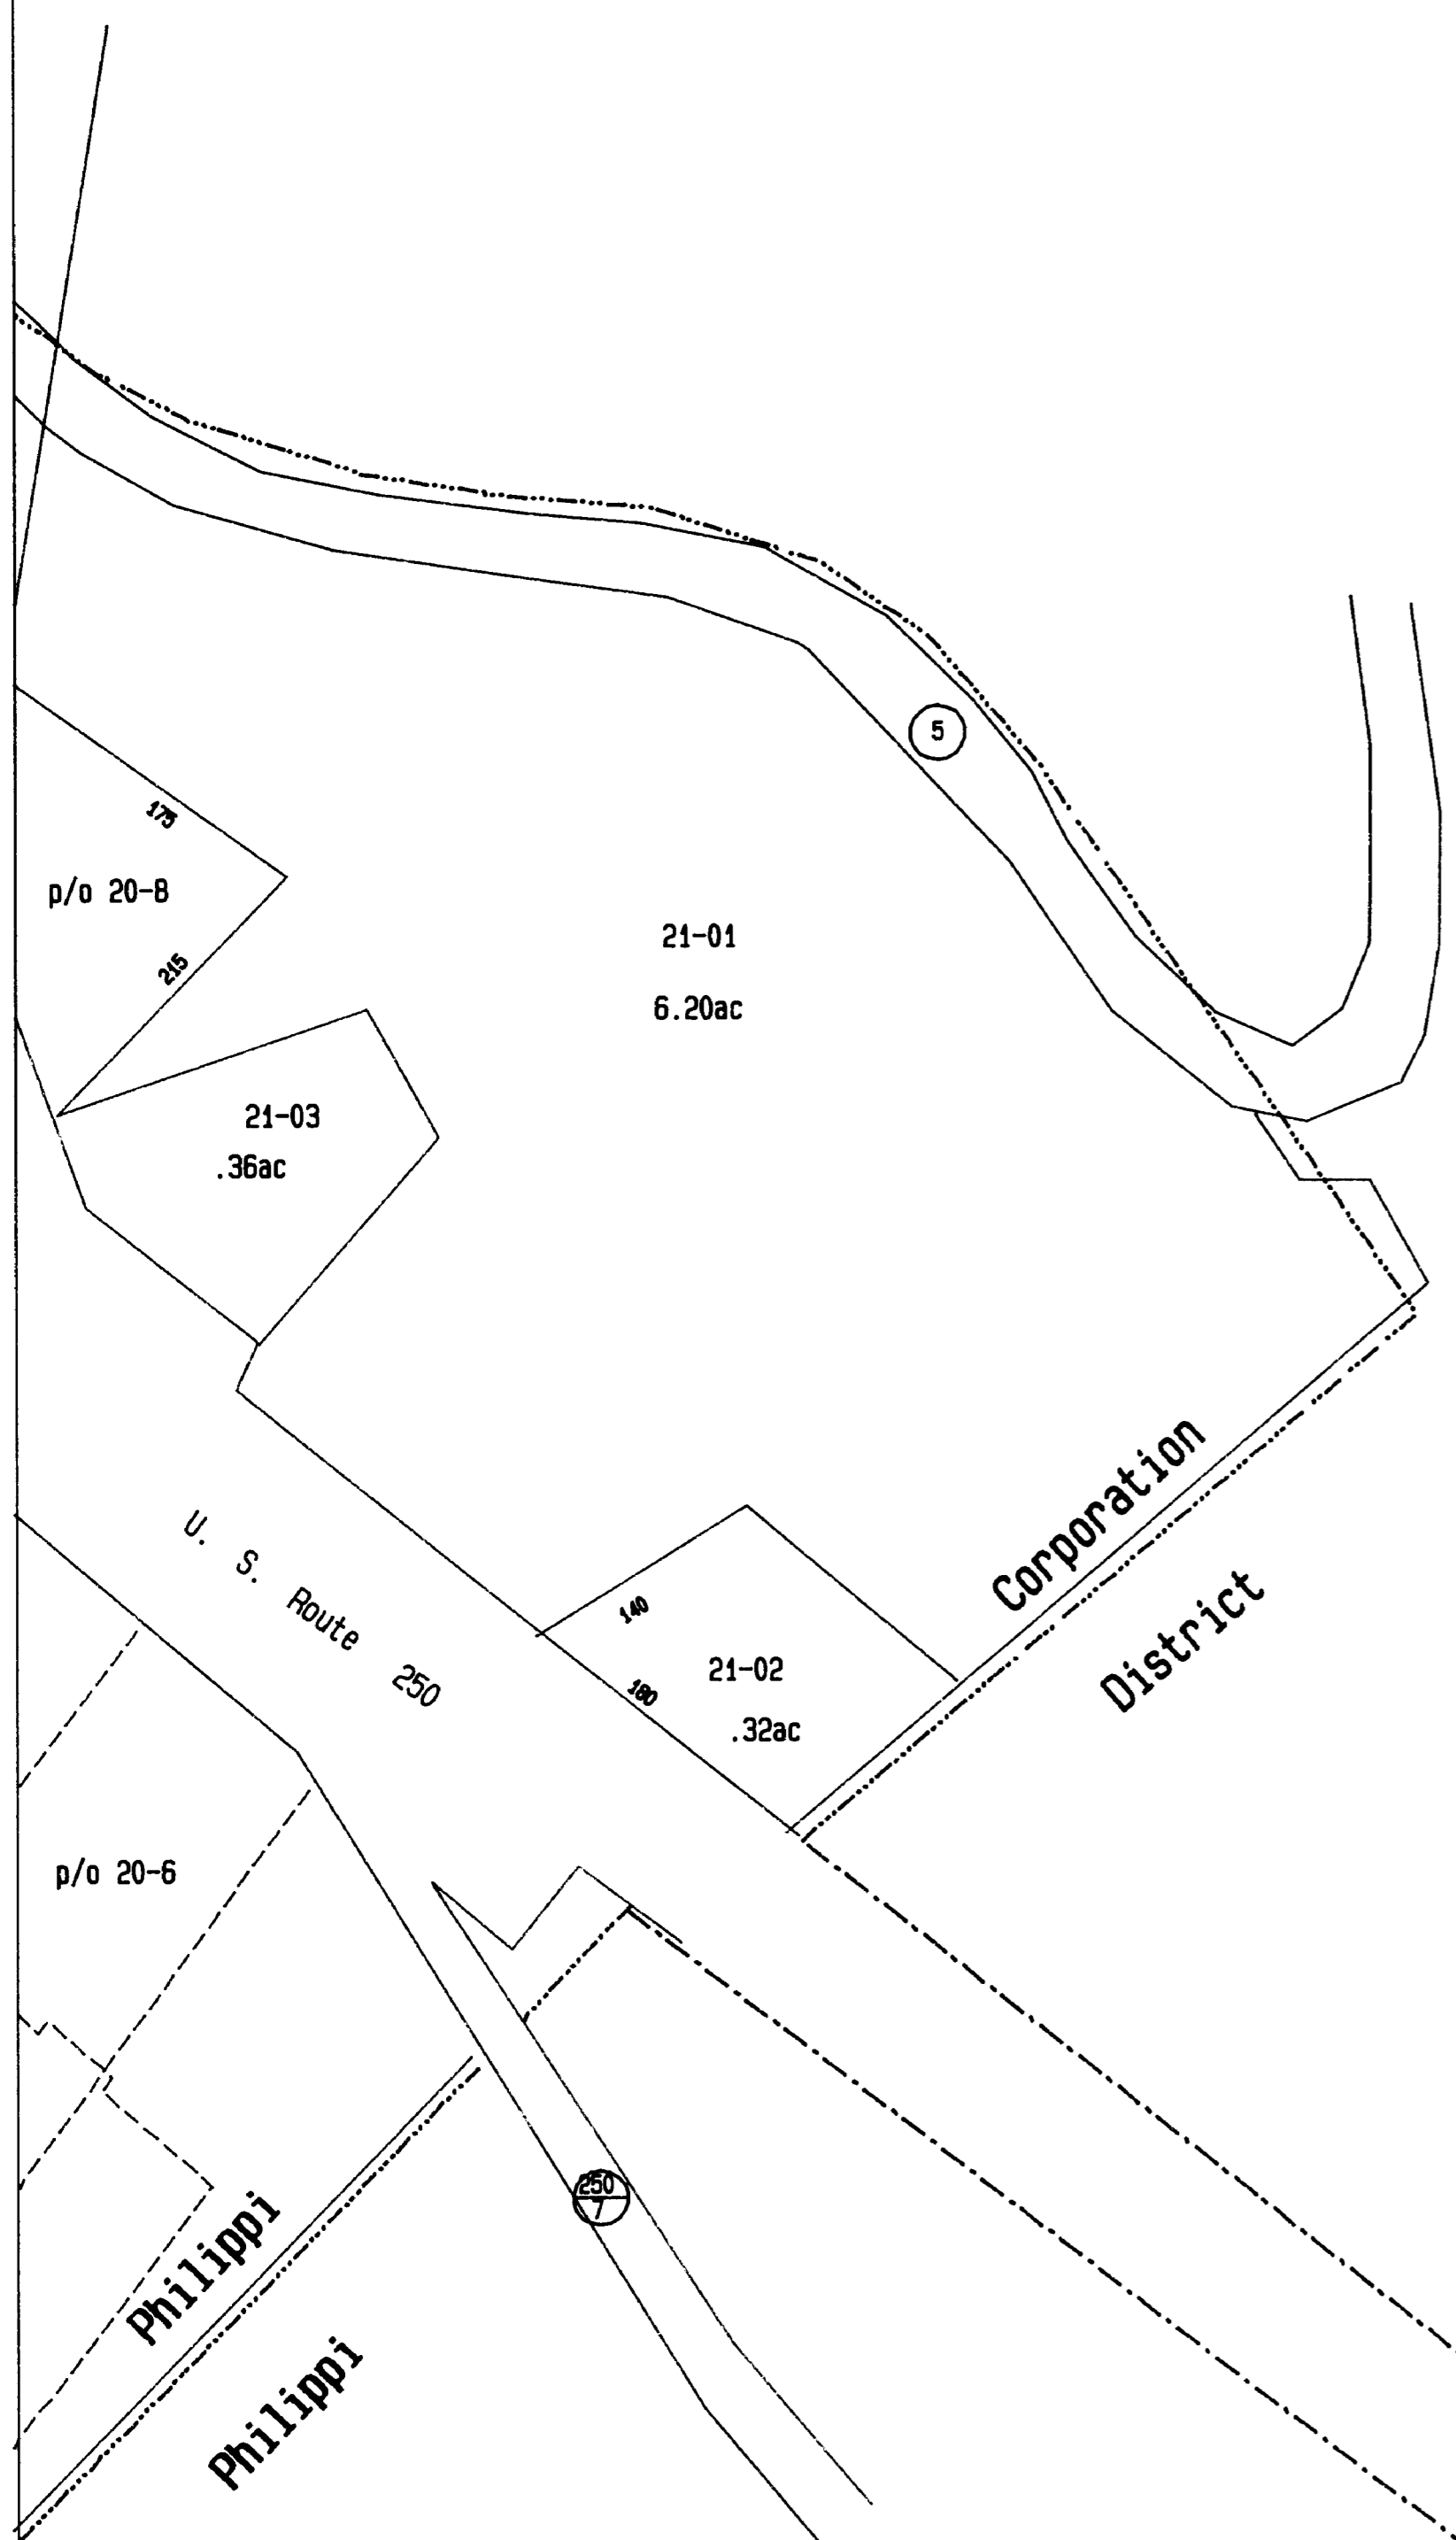 5
175
p/o 20-8
215
21-01
6.20ac
21-03
.36ac
Corporation
District
U. S. Route 250
140
180
21-02
.32ac
p/o 20-6
250
7
Philippi
Philippi